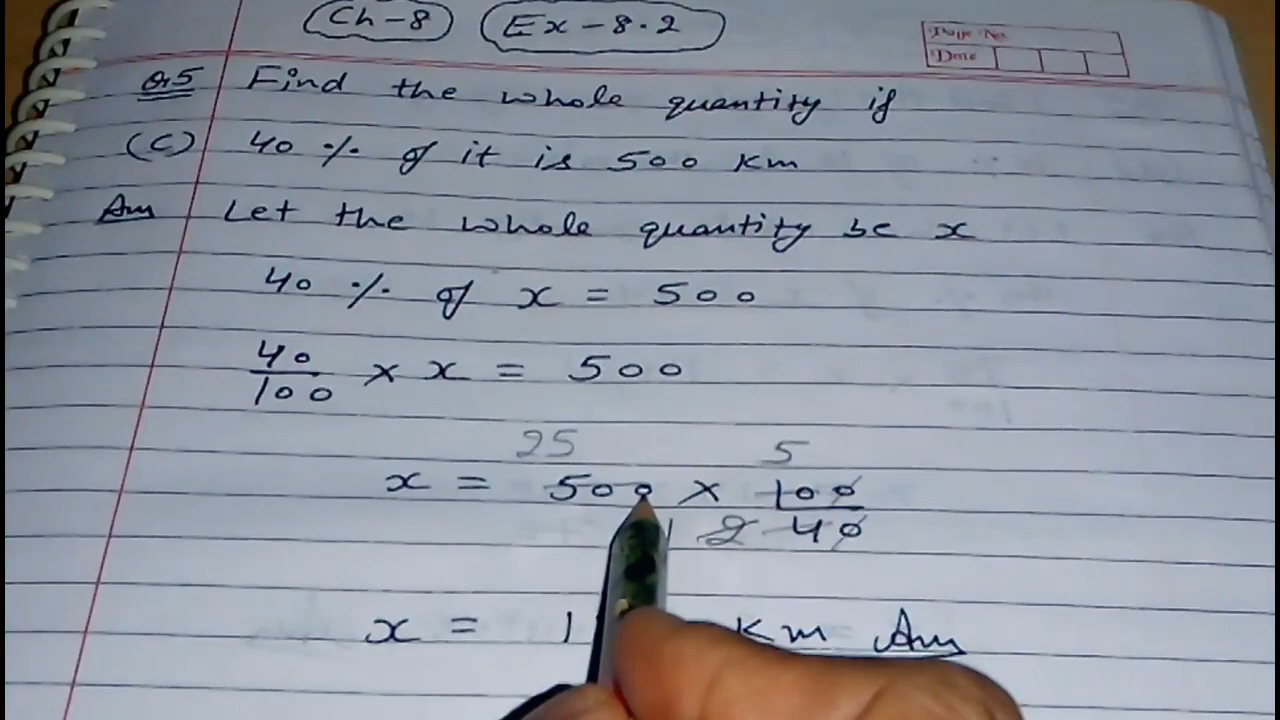 Ch-8 Ex-8.2
Page No.
Date
Q.5 Find the whole quantity if
(C) 40 % of it is 500 Km
Ans Let the whole quantity be x
40 % of x = 500
40/100 × x = 500
25 5
x = 500 × 100/40
1 2
x = 1 Km Ans